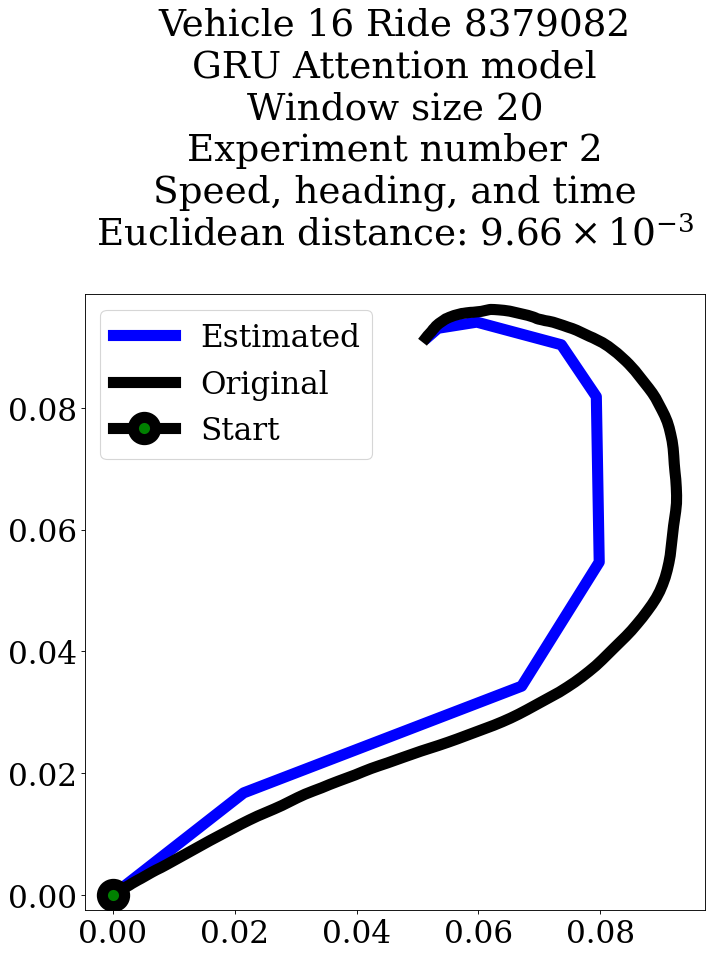 Vehicle 16 Ride 8379082
GRU Attention model
Window size 20
Experiment number 2
Speed, heading, and time
Euclidean distance: 9.66 × 10⁻³
Estimated
Original
Start
0.08
0.06
0.04
0.02
0.00
0.00 0.02 0.04 0.06 0.08